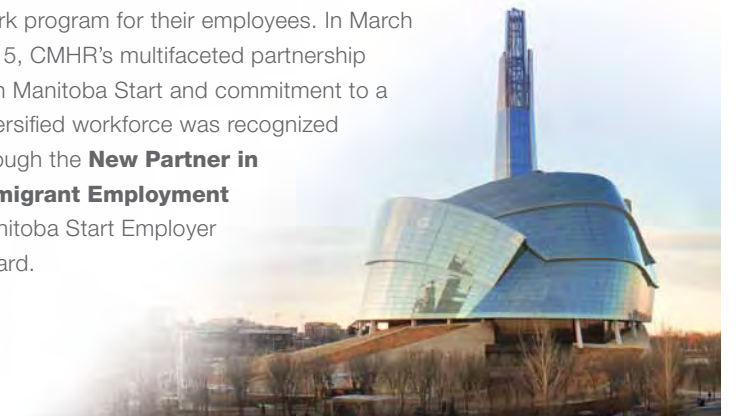 rk program for their employees. In March
5, CMHR's multifaceted partnership
n Manitoba Start and commitment to a
ersified workforce was recognized
ough the New Partner in
migrant Employment
nitoba Start Employer
ard.